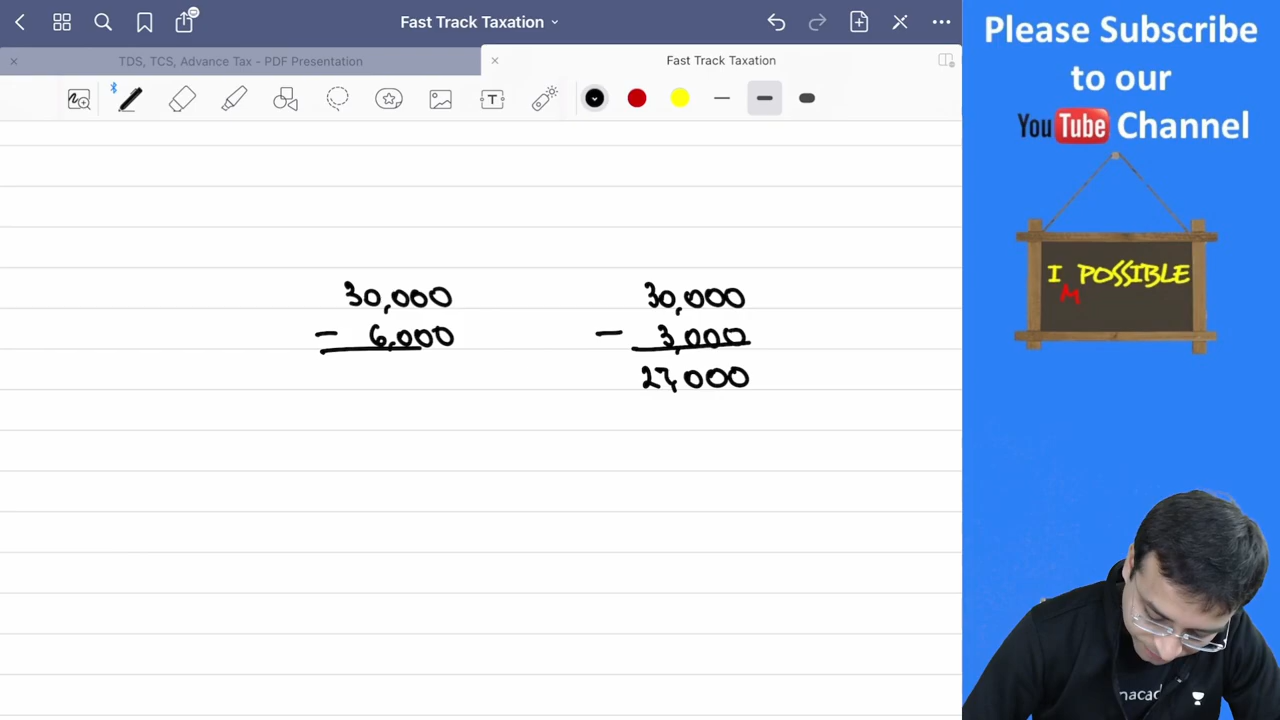 Fast Track Taxation
TDS, TCS, Advance Tax - PDF Presentation
Fast Track Taxation
T
30,000
- 6,000
30,000
- 3,000
27,000
Please Subscribe
to our
YouTube Channel
I POSSIBLE
M
nacad